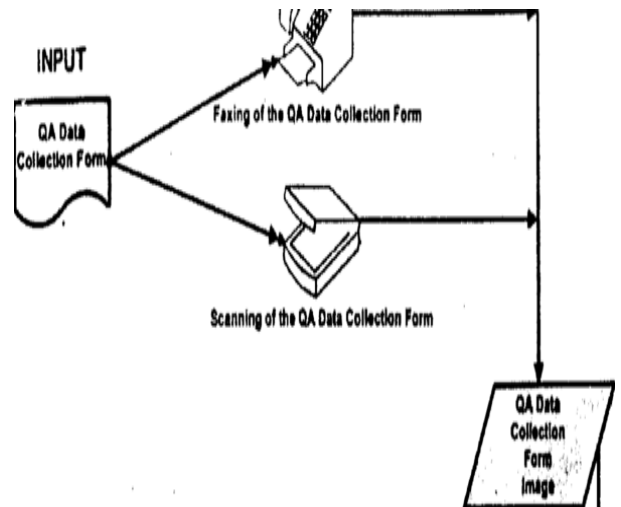 INPUT
QA Data
Collection Form
Faxing of the QA Data Collection Form
Scanning of the QA Data Collection Form
QA Data
Collection
Form
Image